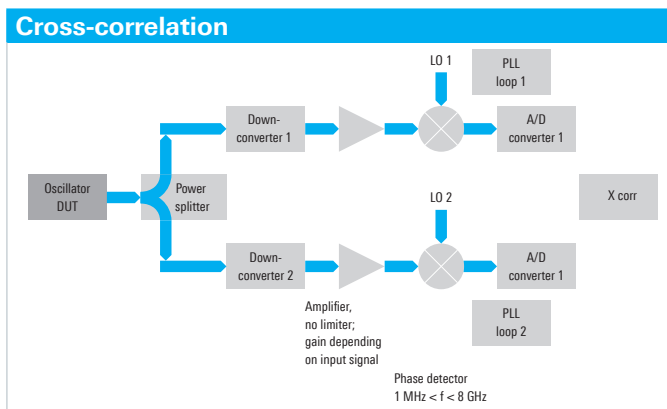 Cross-correlation
LO 1
PLL
loop 1
Down-
converter 1
A/D
converter 1
Oscillator
DUT
Power
splitter
X corr
LO 2
Down-
converter 2
A/D
converter 1
Amplifier,
no limiter;
gain depending
on input signal
PLL
loop 2
Phase detector
1 MHz < f < 8 GHz